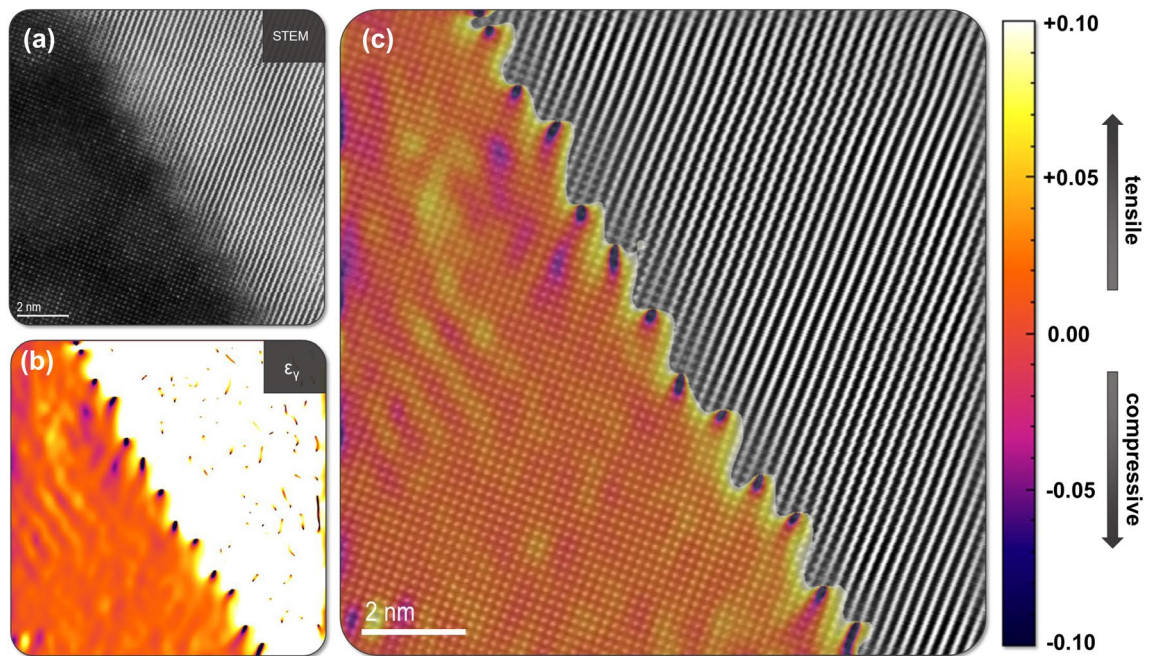 (a)
STEM
2 nm
(b)
εᵧ
(c)
2 nm
+0.10
+0.05
0.00
-0.05
-0.10
tensile
compressive